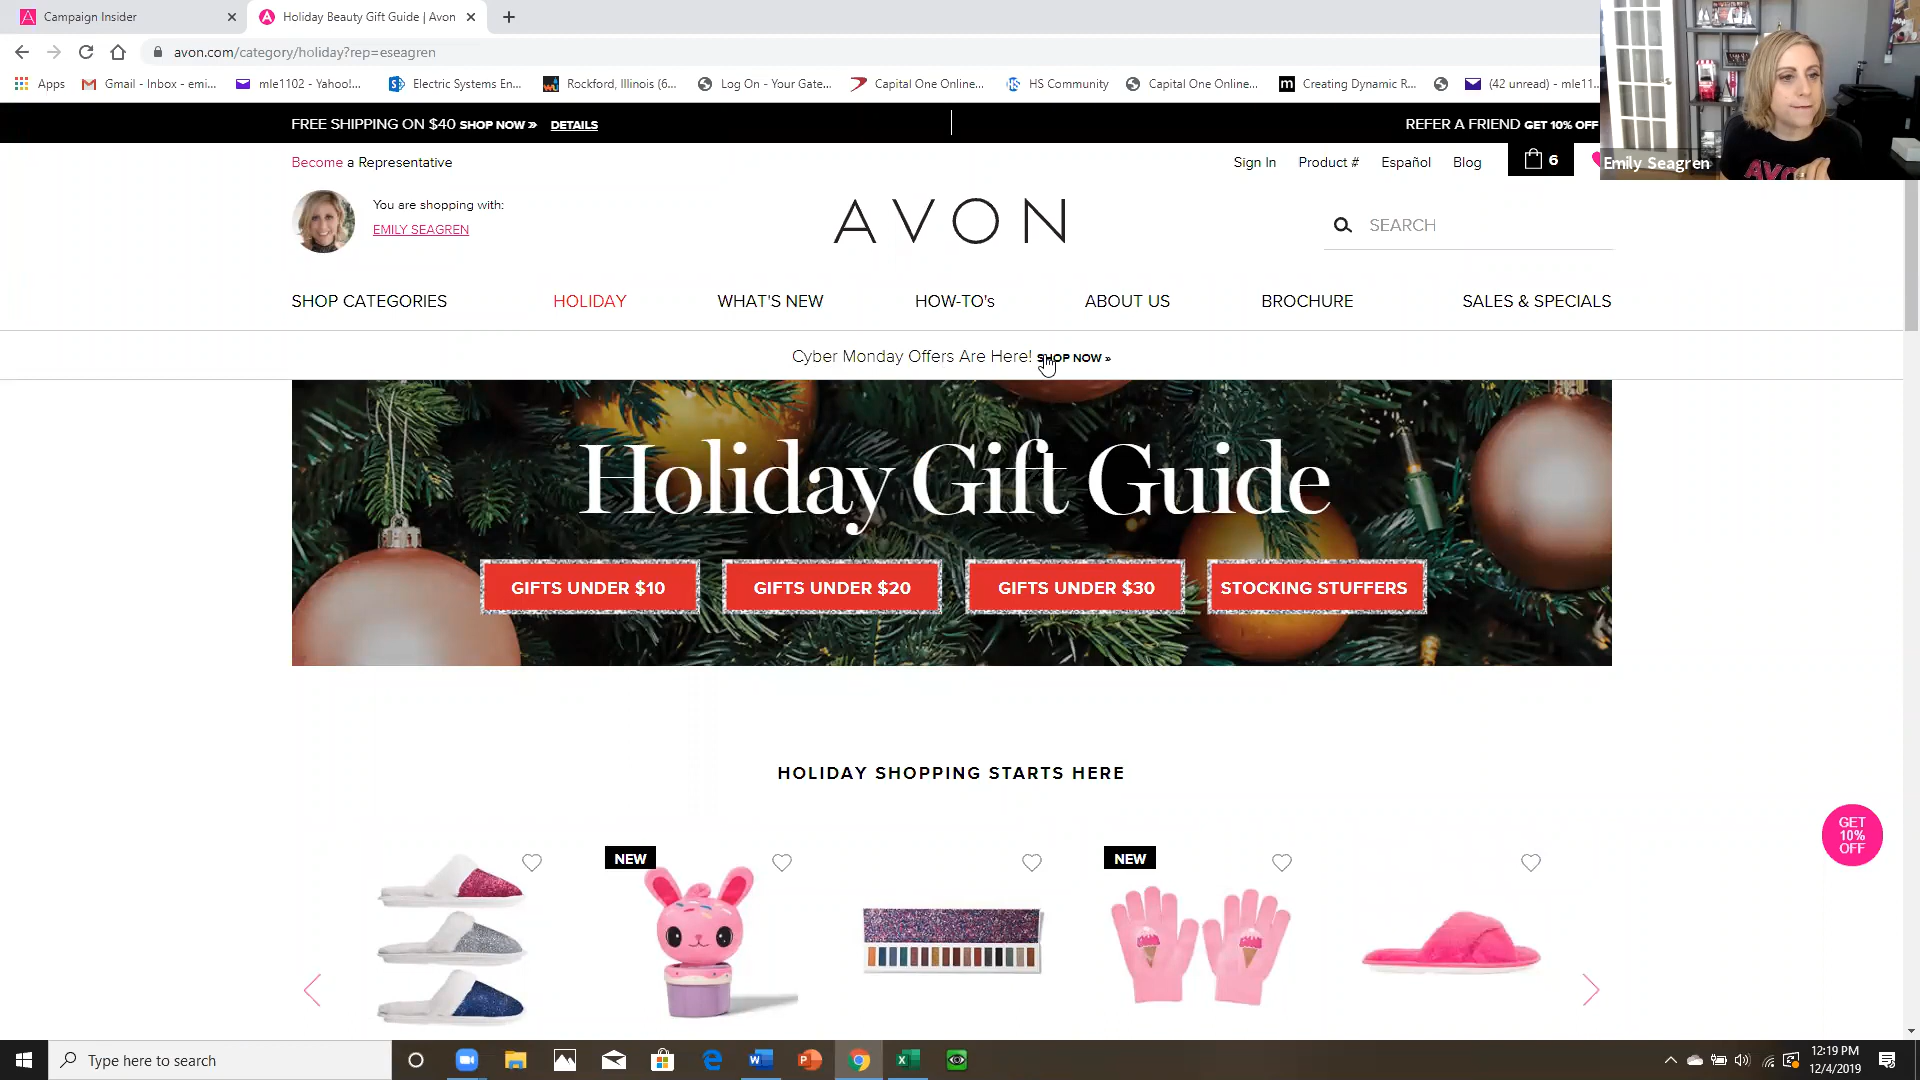 Campaign Insider
Holiday Beauty Gift Guide | Avon
avon.com/category/holiday?rep=eseagren
Apps
Gmail - Inbox - emi...
mle1102 - Yahoo!...
Electric Systems En...
Rockford, Illinois (6...
Log On - Your Gate...
Capital One Online...
HS Community
Capital One Online...
Creating Dynamic R...
(42 unread) - mle11...
FREE SHIPPING ON $40 SHOP NOW » DETAILS
REFER A FRIEND GET 10% OFF
Become a Representative
Sign In
Product #
Español
Blog
6
Emily Seagren
You are shopping with:
EMILY SEAGREN
AVON
SEARCH
SHOP CATEGORIES
HOLIDAY
WHAT'S NEW
HOW-TO's
ABOUT US
BROCHURE
SALES & SPECIALS
Cyber Monday Offers Are Here! SHOP NOW »
Holiday Gift Guide
GIFTS UNDER $10
GIFTS UNDER $20
GIFTS UNDER $30
STOCKING STUFFERS
HOLIDAY SHOPPING STARTS HERE
GET
10%
OFF
NEW
NEW
Type here to search
12:19 PM
12/4/2019